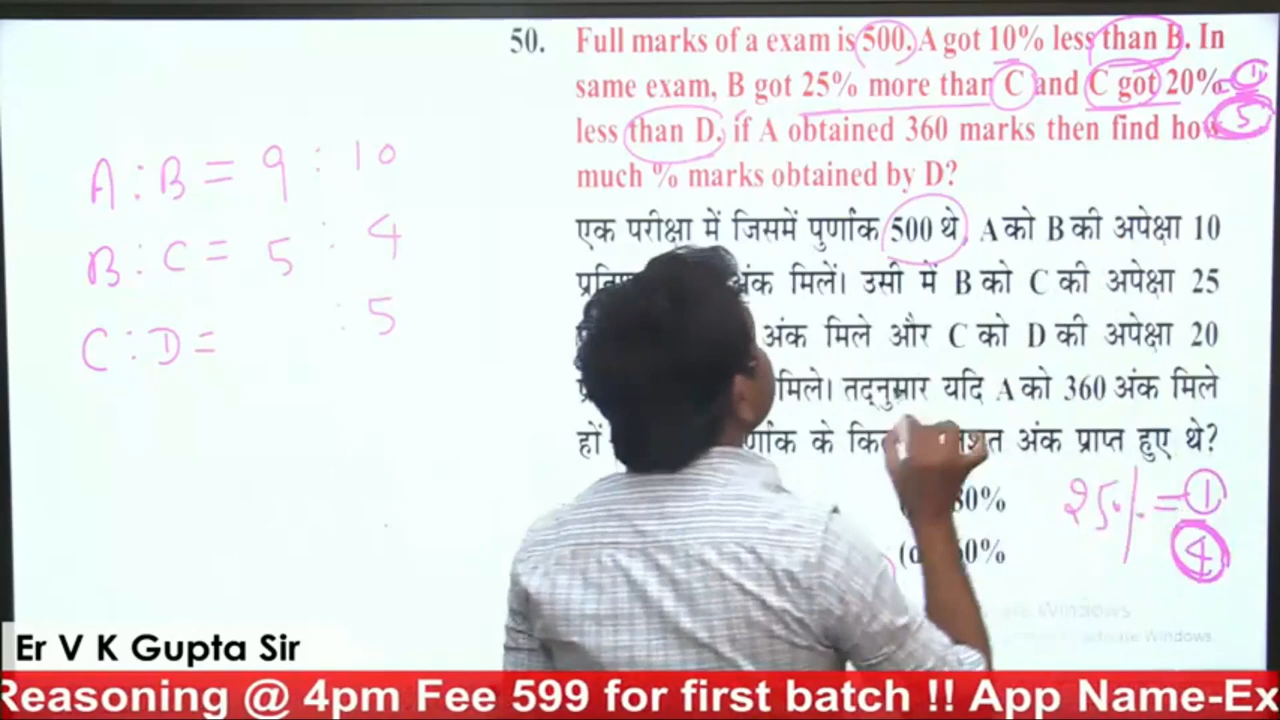 50. Full marks of a exam is 500. A got 10% less than B. In
same exam, B got 25% more than C and C got 20%
less than D. if A obtained 360 marks then find how
much % marks obtained by D?
एक परीक्षा में जिसमें पुर्णांक 500 थे, A को B की अपेक्षा 10
अंक मिलें। उसी में B को C की अपेक्षा 25
अंक मिले और C को D की अपेक्षा 20
मिले। तद्नुसार यदि A को 360 अंक मिले
हों के अंक प्राप्त हुए थे?
A : B = 9 : 10
B : C = 5 : 4
C : D = : 5
1
5
25% = 1
4
Er V K Gupta Sir
Reasoning @ 4pm Fee 599 for first batch !! App Name-Ex